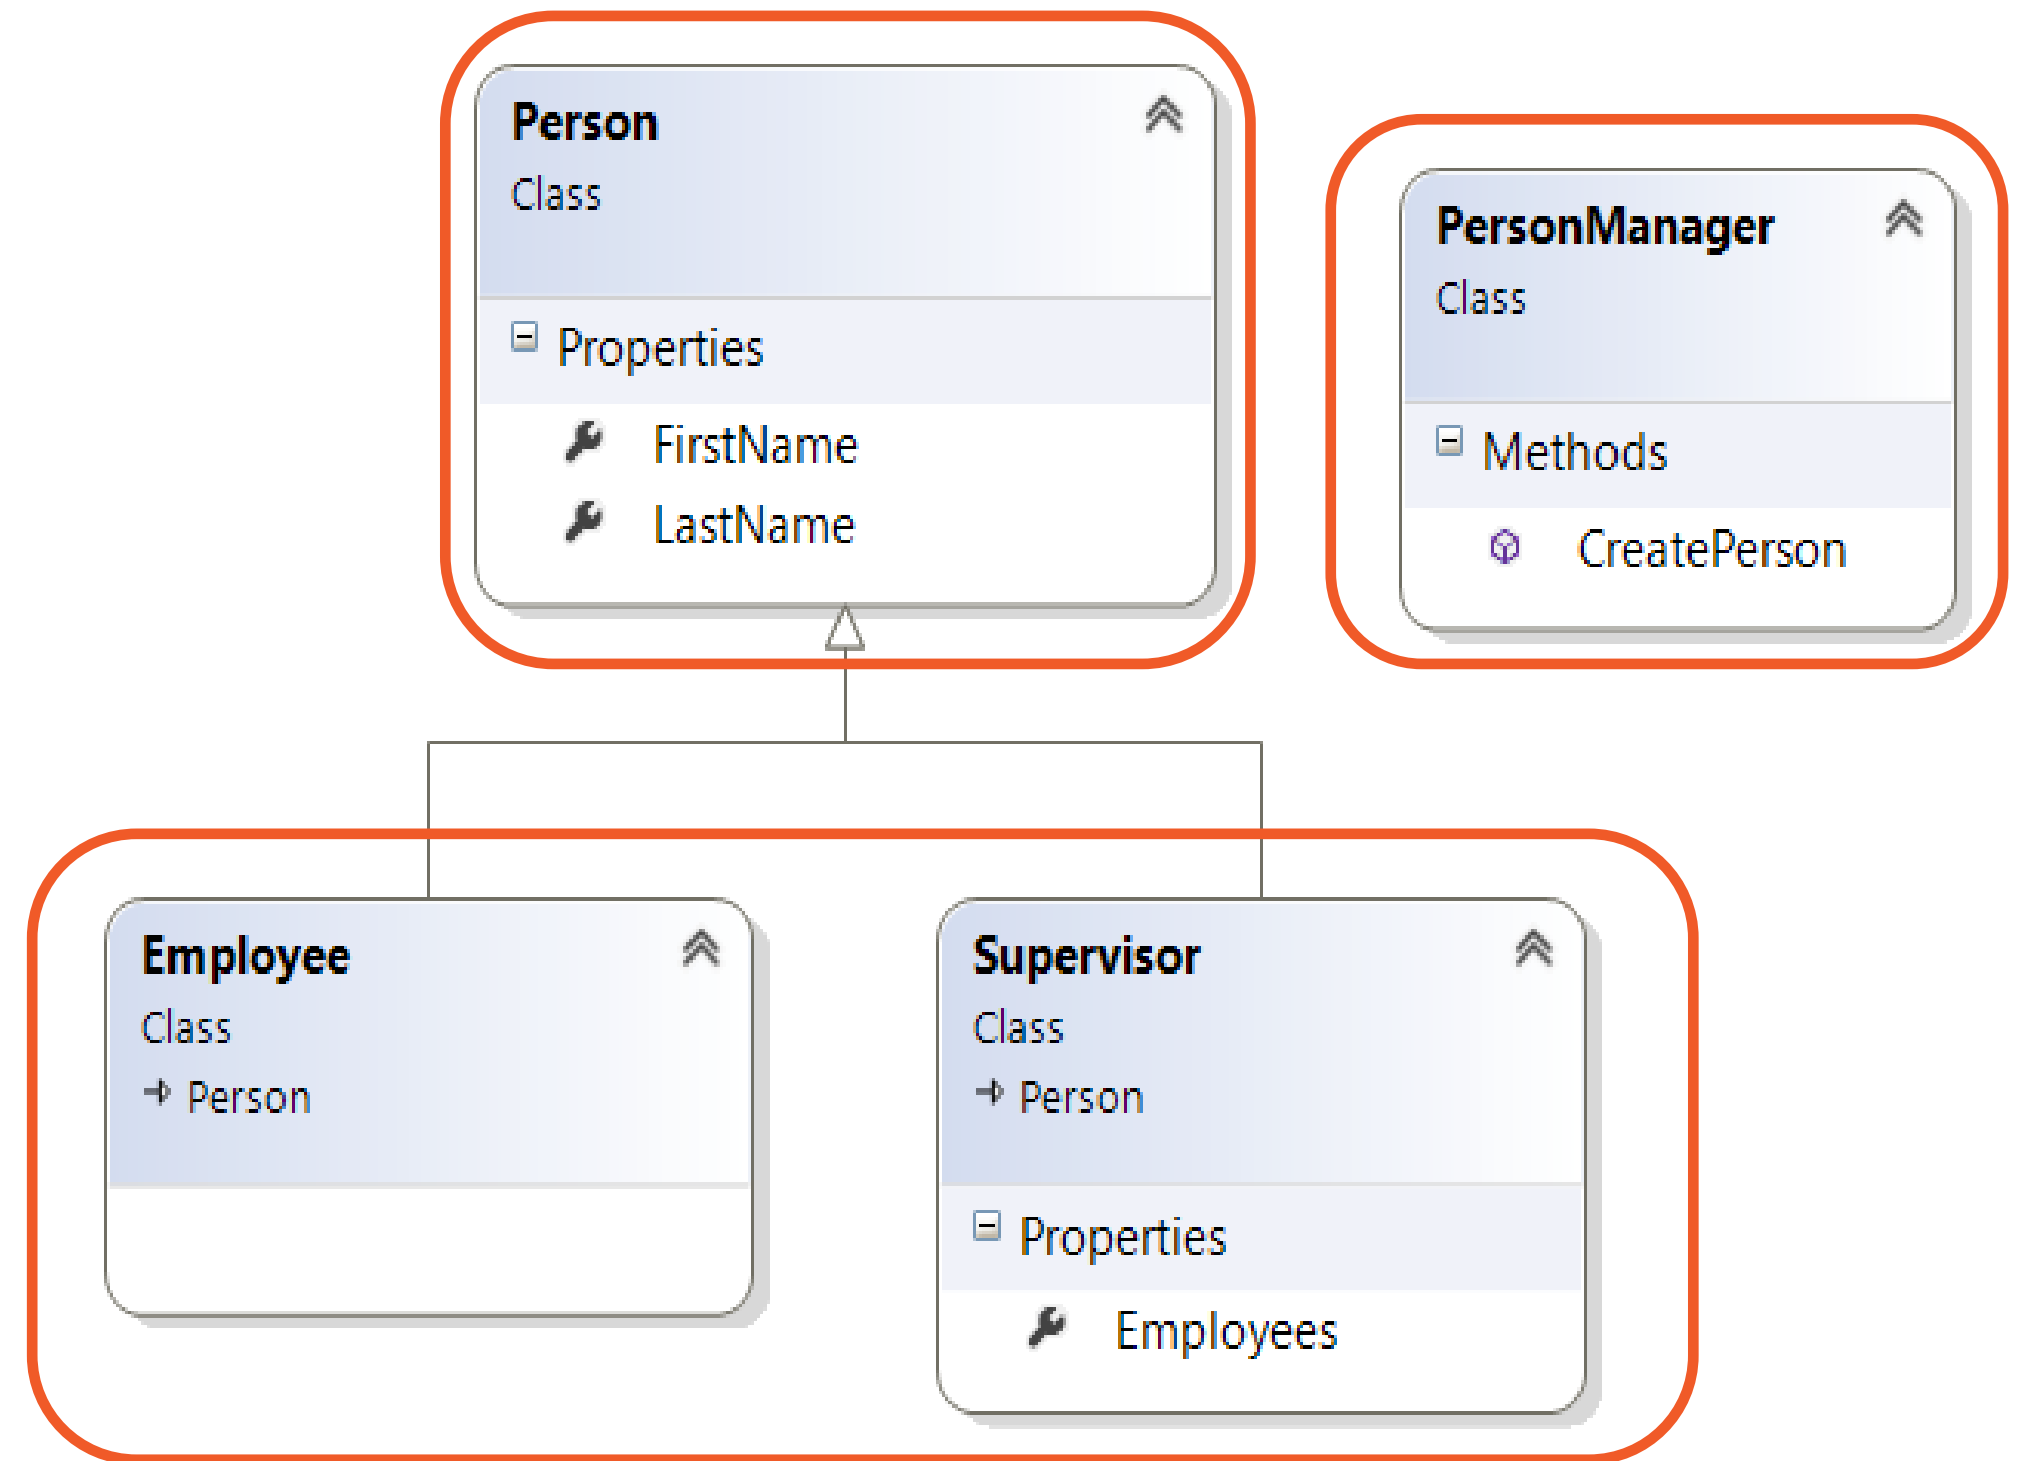 Person
Class
Properties
FirstName
LastName
PersonManager
Class
Methods
CreatePerson
Employee
Class
Person
Supervisor
Class
Person
Properties
Employees